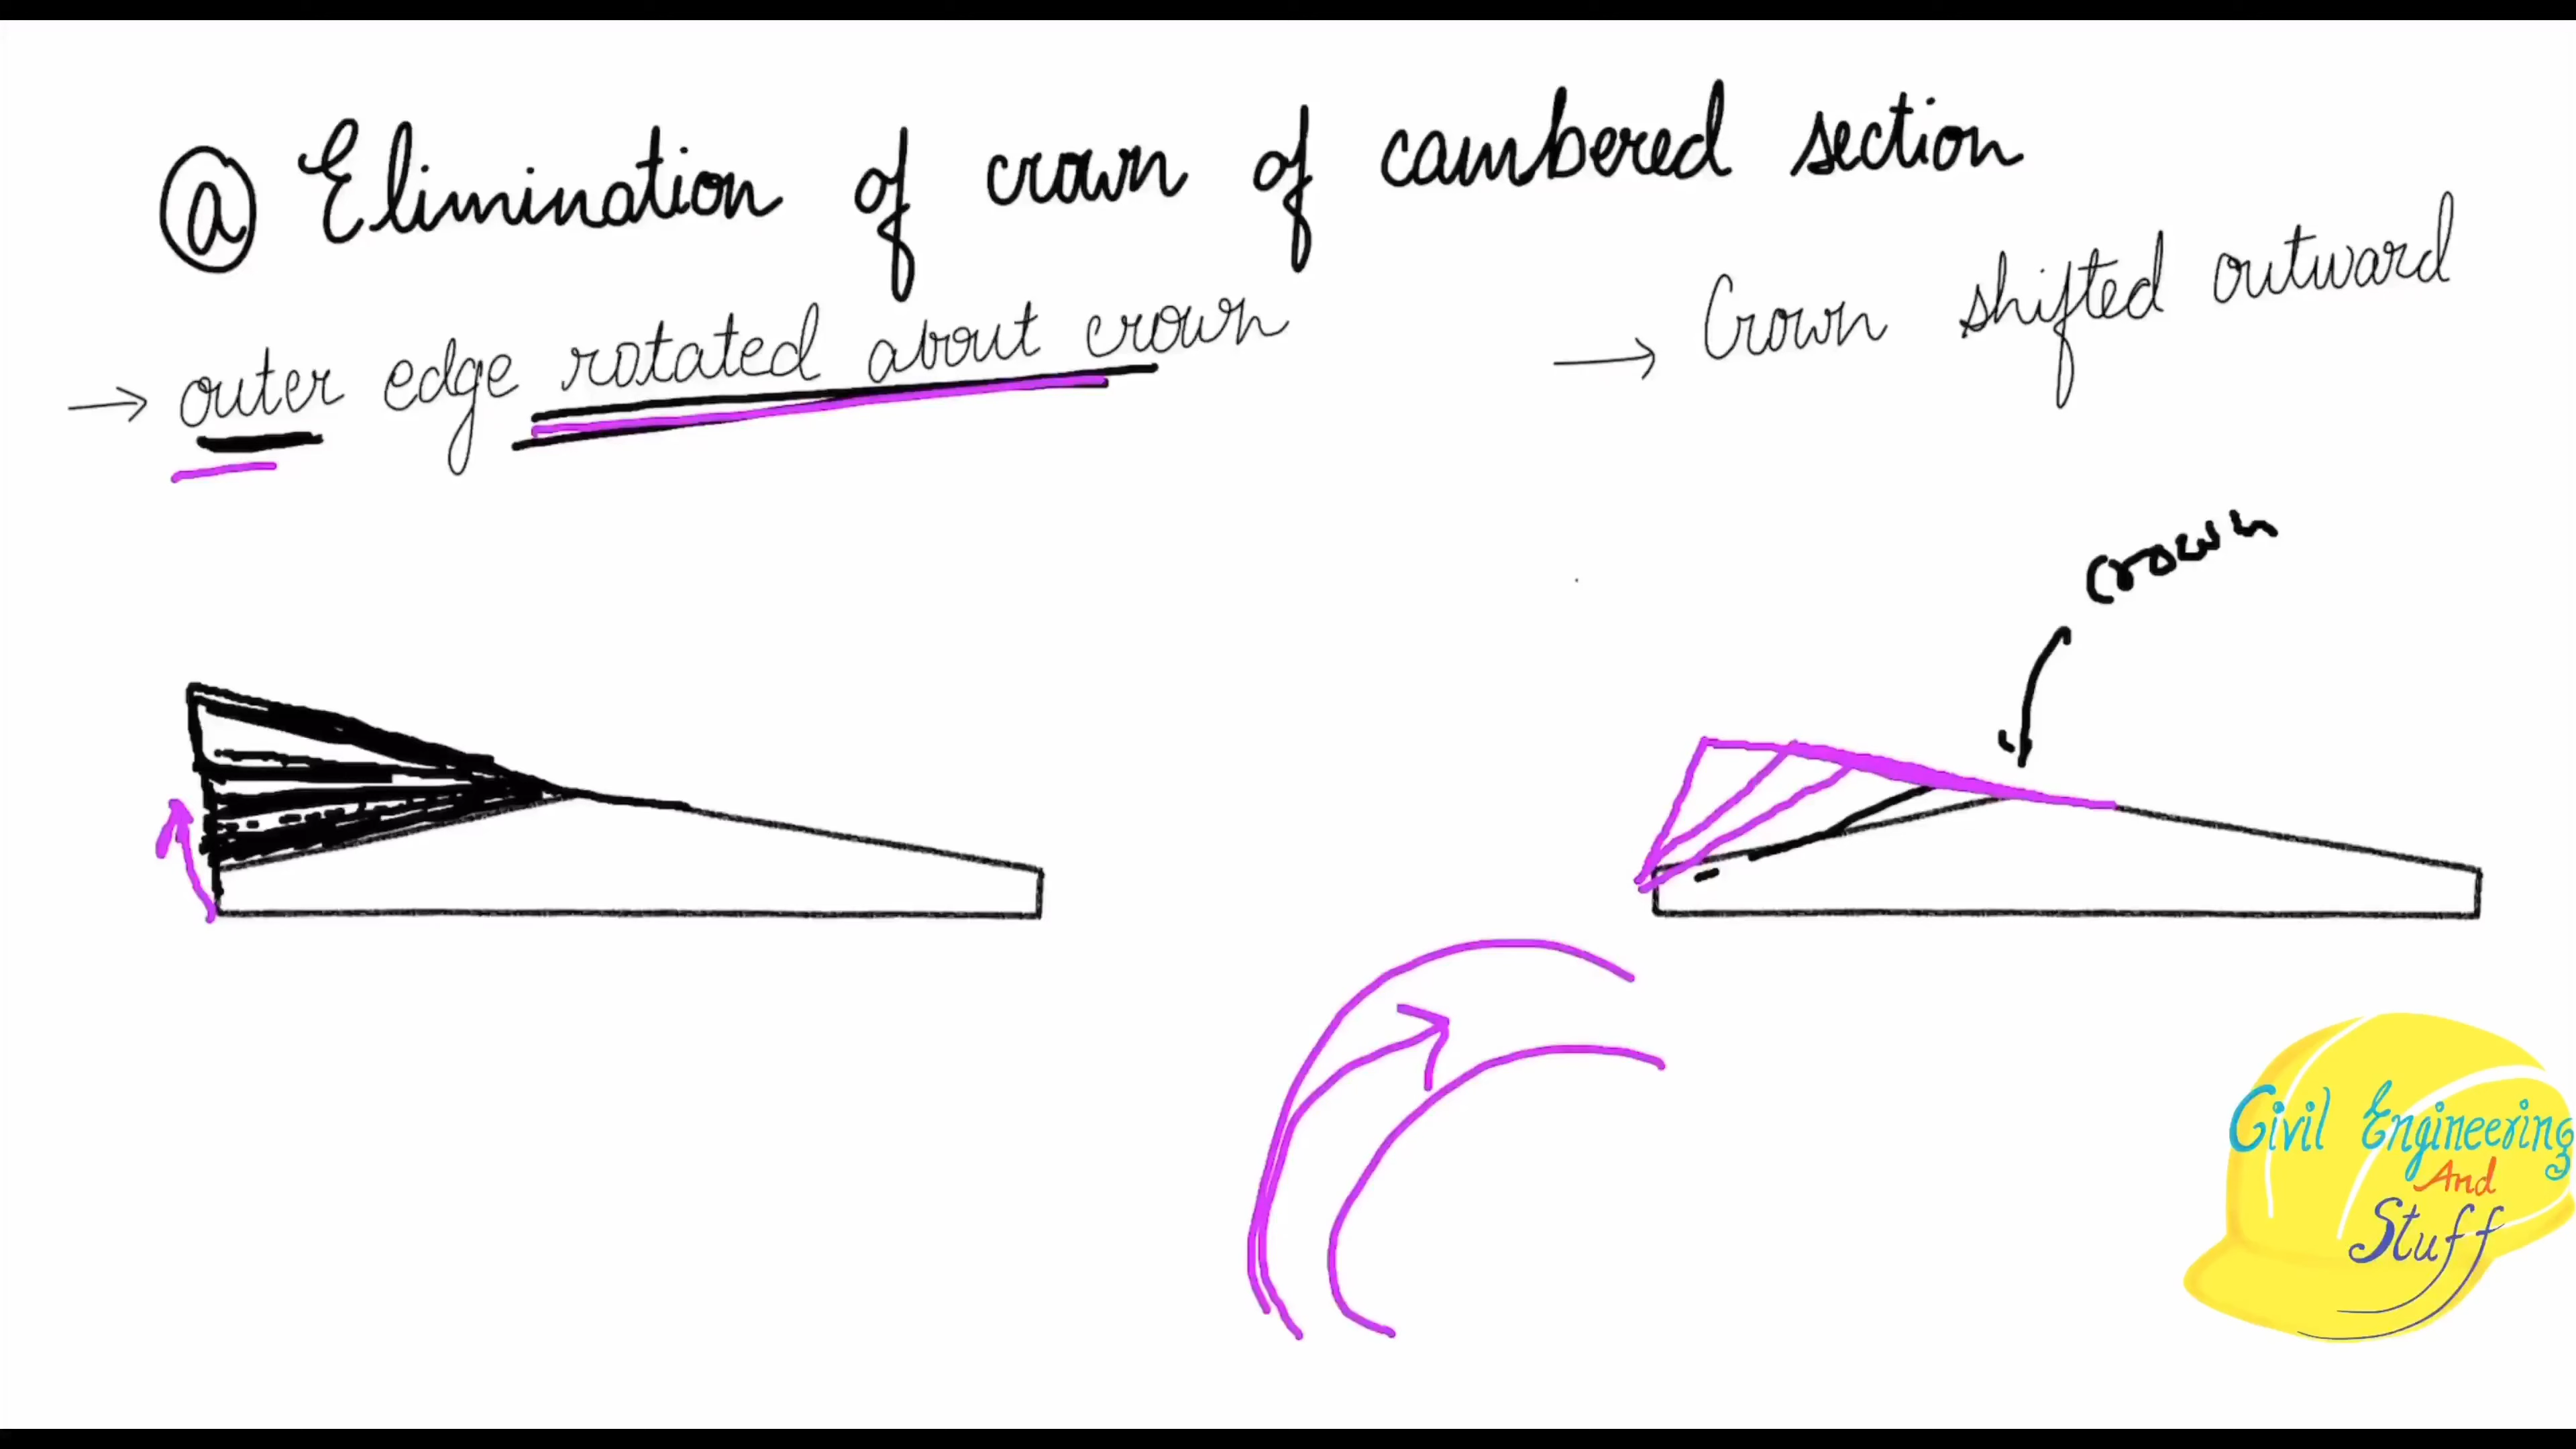 (a) Elimination of crown of cambered section
→ outer edge rotated about crown
→ Crown shifted outward
crown
Civil Engineering
And
Stuff